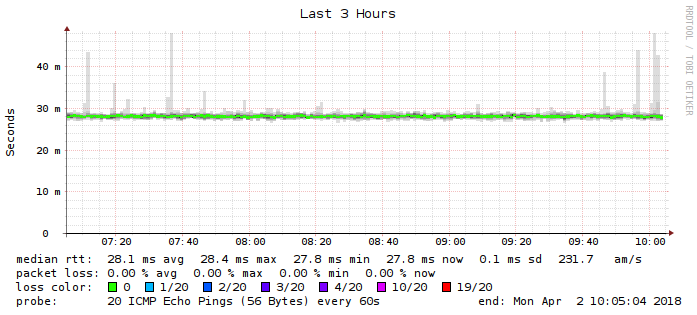 Last 3 Hours
RRDTOOL / TOBI OETIKER
Seconds
40 m
30 m
20 m
10 m
0
07:20 07:40 08:00 08:20 08:40 09:00 09:20 09:40 10:00
median rtt: 28.1 ms avg 28.4 ms max 27.8 ms min 27.8 ms now 0.1 ms sd 231.7 am/s
packet loss: 0.00 % avg 0.00 % max 0.00 % min 0.00 % now
loss color: 0 1/20 2/20 3/20 4/20 10/20 19/20
probe: 20 ICMP Echo Pings (56 Bytes) every 60s end: Mon Apr 2 10:05:04 2018